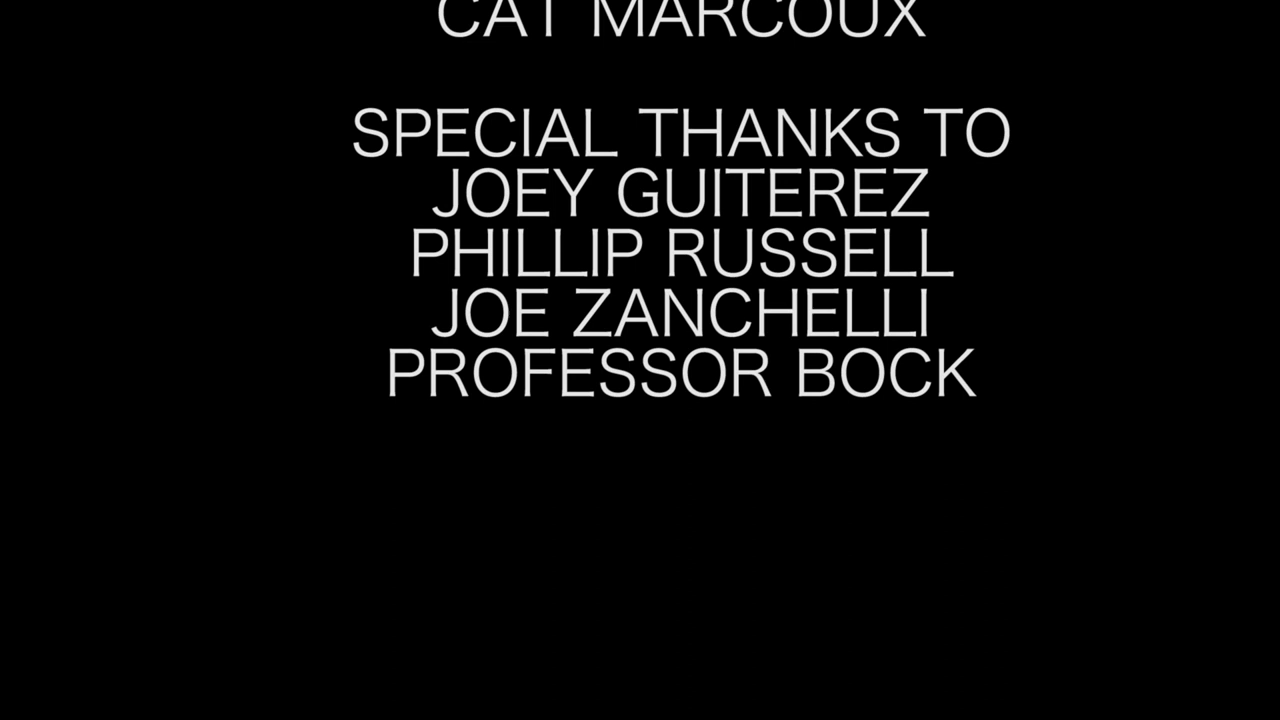 CAT MARCOUX
SPECIAL THANKS TO
JOEY GUITEREZ
PHILLIP RUSSELL
JOE ZANCHELLI
PROFESSOR BOCK